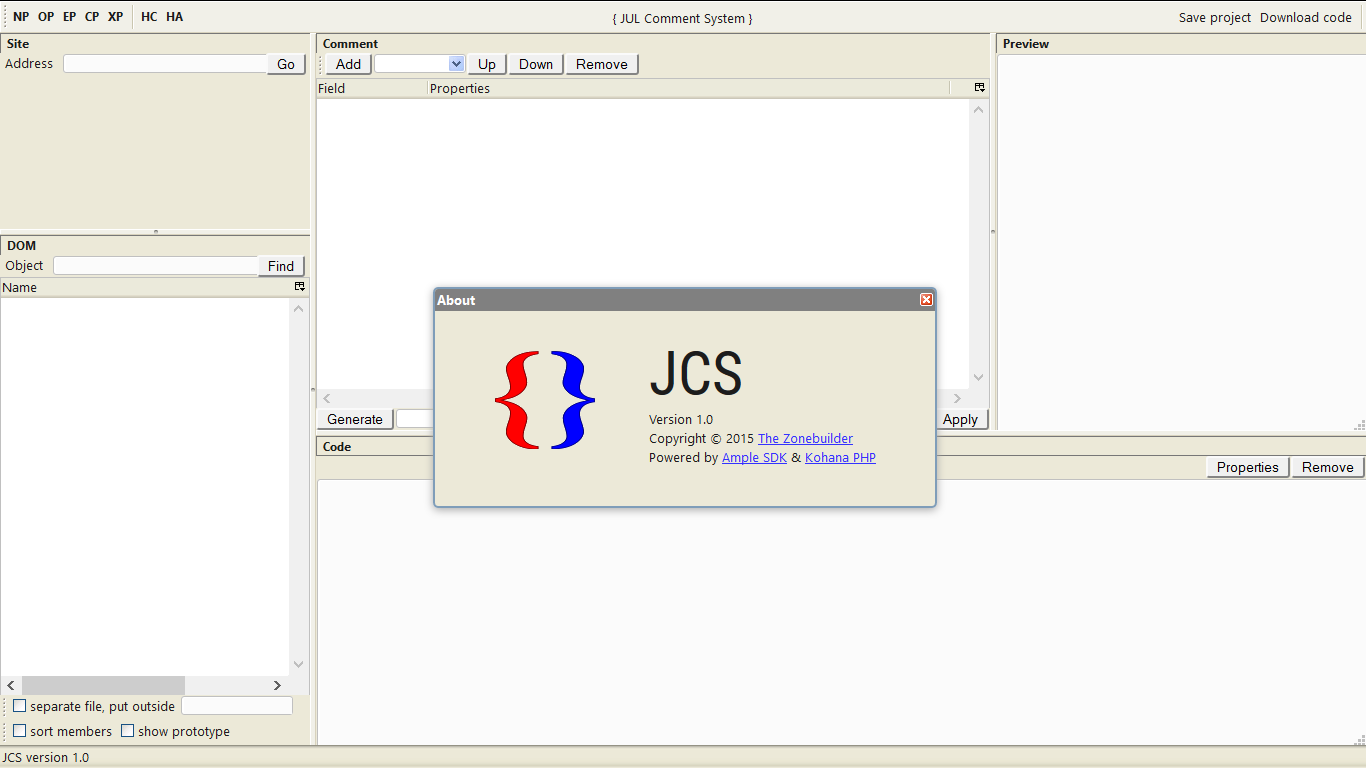 NP OP EP CP XP HC HA { JUL Comment System } Save project Download code
Site
Address Go
Comment
Add Up Down Remove
Field Properties
Preview
DOM
Object Find
Name
About
{ }
JCS
Version 1.0
Copyright © 2015 The Zonebuilder
Powered by Ample SDK & Kohana PHP
Generate Apply
Code
Properties Remove
separate file, put outside
sort members show prototype
JCS version 1.0